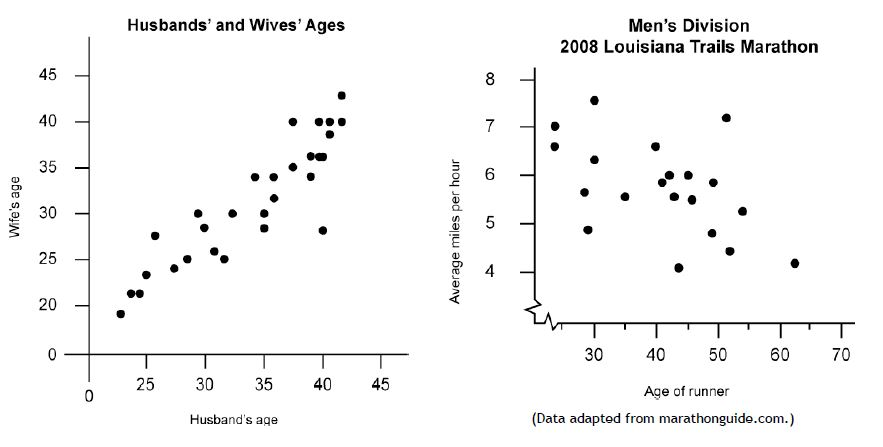 Husbands' and Wives' Ages
45
40
35
30
25
20
0
Wife's age
0
25
30
35
40
45
Husband's age
Men's Division
2008 Louisiana Trails Marathon
8
7
6
5
4
Average miles per hour
30
40
50
60
70
Age of runner
(Data adapted from marathonguide.com.)